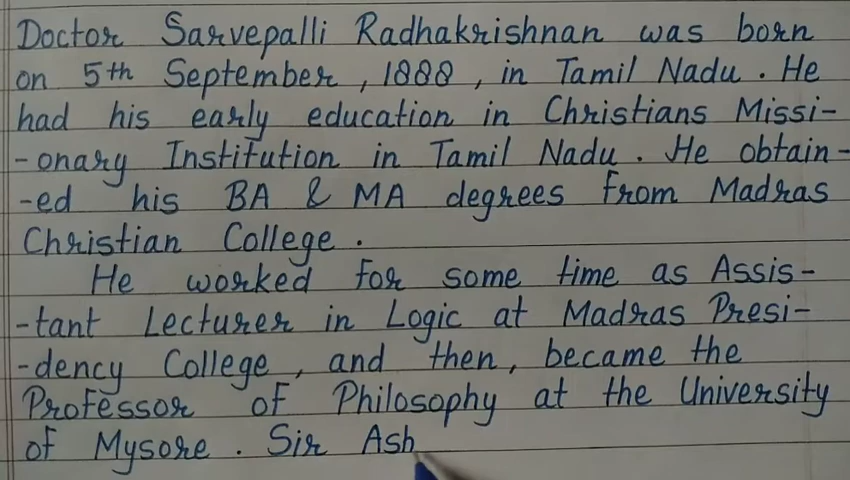 Doctor Sarvepalli Radhakrishnan was born
on 5th September, 1888, in Tamil Nadu. He
had his early education in Christians Missi-
-onary Institution in Tamil Nadu. He obtain-
-ed his BA & MA degrees from Madras
Christian College.
He worked for some time as Assis-
-tant Lecturer in Logic at Madras Presi-
-dency College, and then, became the
Professor of Philosophy at the University
of Mysore. Sir Ash